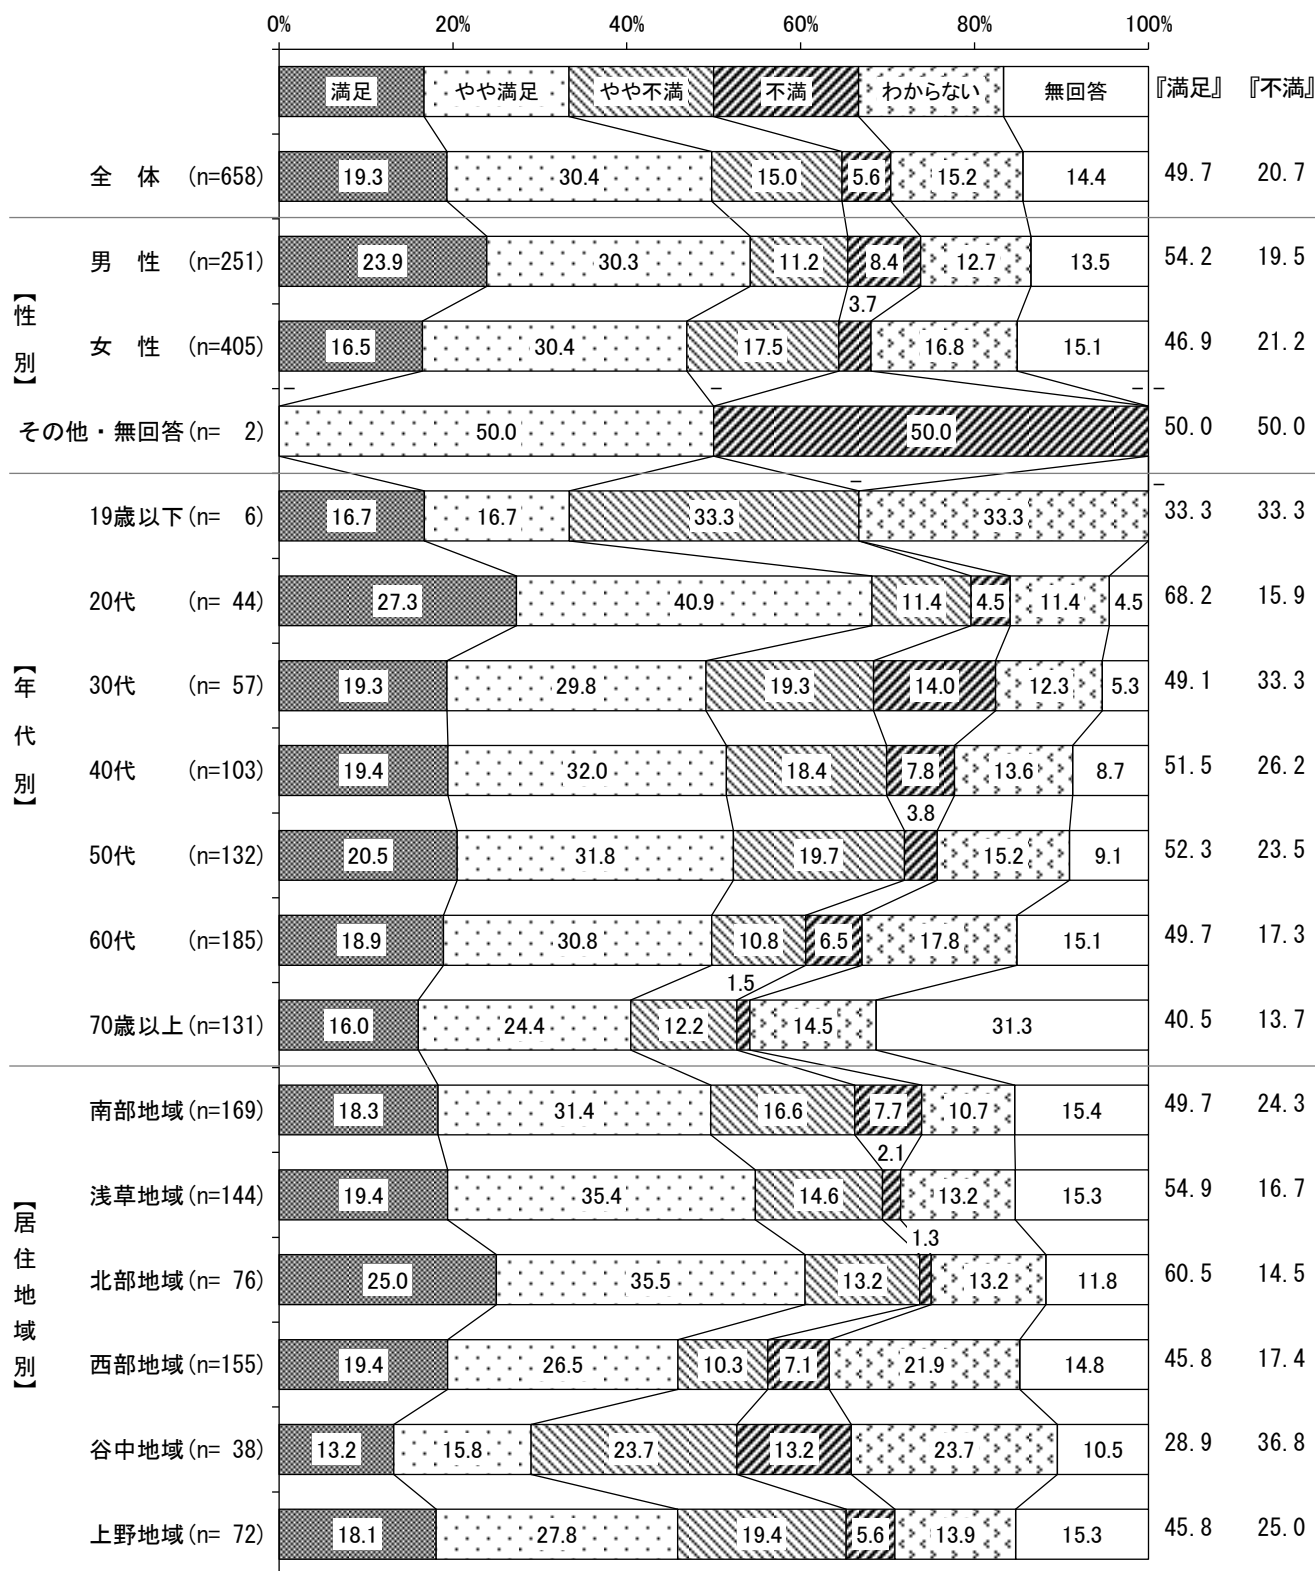 0% 20% 40% 60% 80% 100%
満足 やや満足 やや不満 不満 わからない 無回答 『満足』 『不満』
全 体 (n=658) 19.3 30.4 15.0 5.6 15.2 14.4 49.7 20.7
【性別】
男 性 (n=251) 23.9 30.3 11.2 8.4 12.7 13.5 54.2 19.5
3.7
女 性 (n=405) 16.5 30.4 17.5 16.8 15.1 46.9 21.2
– – – –
その他・無回答(n= 2) 50.0 50.0 50.0 50.0
– –
【年代別】
19歳以下(n= 6) 16.7 16.7 33.3 33.3 33.3 33.3
20代 (n= 44) 27.3 40.9 11.4 4.5 11.4 4.5 68.2 15.9
30代 (n= 57) 19.3 29.8 19.3 14.0 12.3 5.3 49.1 33.3
40代 (n=103) 19.4 32.0 18.4 7.8 13.6 8.7 51.5 26.2
3.8
50代 (n=132) 20.5 31.8 19.7 15.2 9.1 52.3 23.5
60代 (n=185) 18.9 30.8 10.8 6.5 17.8 15.1 49.7 17.3
1.5
70歳以上(n=131) 16.0 24.4 12.2 14.5 31.3 40.5 13.7
【居住地域別】
南部地域(n=169) 18.3 31.4 16.6 7.7 10.7 15.4 49.7 24.3
2.1
浅草地域(n=144) 19.4 35.4 14.6 13.2 15.3 54.9 16.7
1.3
北部地域(n= 76) 25.0 35.5 13.2 13.2 11.8 60.5 14.5
西部地域(n=155) 19.4 26.5 10.3 7.1 21.9 14.8 45.8 17.4
谷中地域(n= 38) 13.2 15.8 23.7 13.2 23.7 10.5 28.9 36.8
上野地域(n= 72) 18.1 27.8 19.4 5.6 13.9 15.3 45.8 25.0